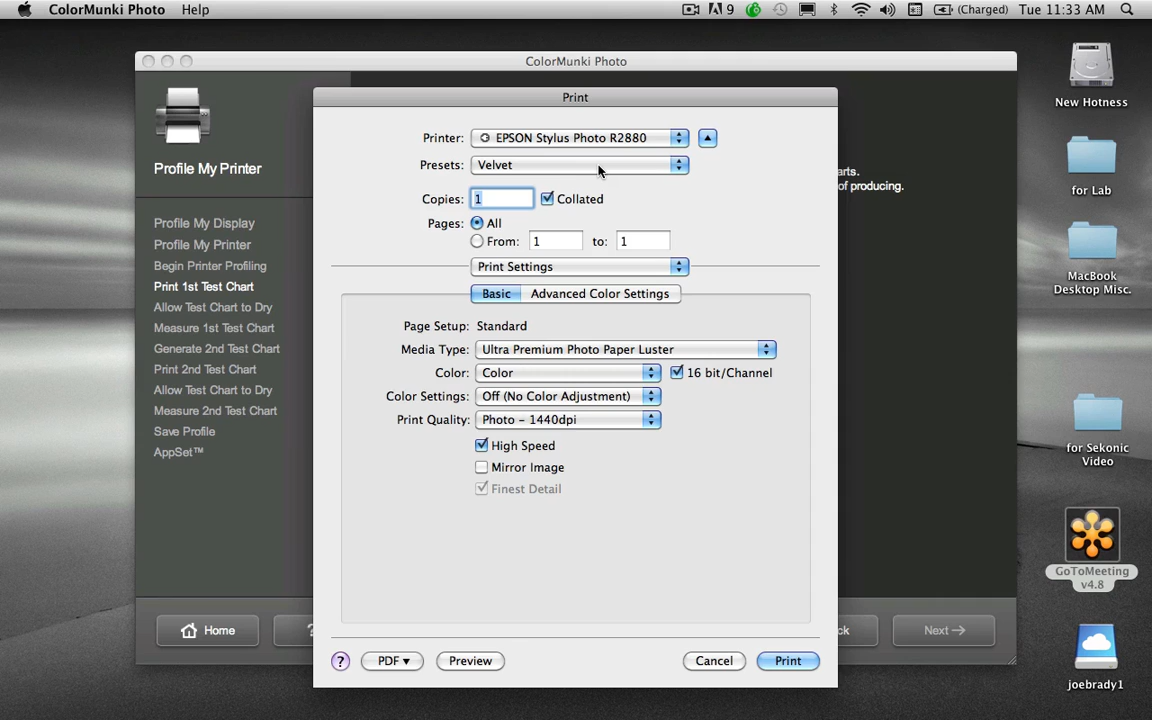 ColorMunki Photo Help 9 (Charged) Tue 11:33 AM
ColorMunki Photo
New Hotness
for Lab
MacBook
Desktop Misc.
for Sekonic
Video
GoToMeeting
v4.8
joebrady1
Profile My Printer
Profile My Display
Profile My Printer
Begin Printer Profiling
Print 1st Test Chart
Allow Test Chart to Dry
Measure 1st Test Chart
Generate 2nd Test Chart
Print 2nd Test Chart
Allow Test Chart to Dry
Measure 2nd Test Chart
Save Profile
AppSet™
arts.
of producing.
Print
Printer: EPSON Stylus Photo R2880
Presets: Velvet
Copies: 1 Collated
Pages: All
From: 1 to: 1
Print Settings
Basic Advanced Color Settings
Page Setup: Standard
Media Type: Ultra Premium Photo Paper Luster
Color: Color 16 bit/Channel
Color Settings: Off (No Color Adjustment)
Print Quality: Photo - 1440dpi
High Speed
Mirror Image
Finest Detail
? PDF▾ Preview Cancel Print
Home ? ck Next →